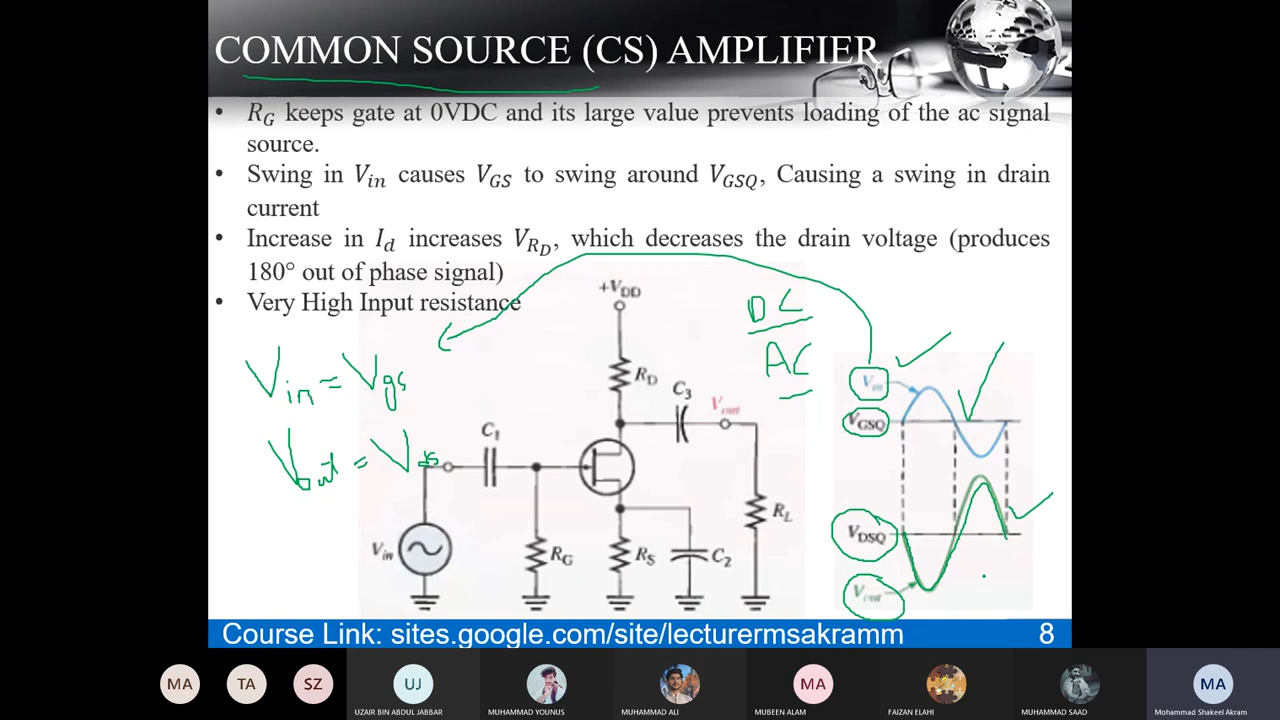 COMMON SOURCE (CS) AMPLIFIER
• R_G keeps gate at 0VDC and its large value prevents loading of the ac signal
source.
• Swing in V_in causes V_GS to swing around V_GSQ, Causing a swing in drain
current
• Increase in I_d increases V_R_D, which decreases the drain voltage (produces
180° out of phase signal)
• Very High Input resistance
+V_DD
DC
AC
V_in = V_gs
V_out = V_ds
R_D
C_3
V_out
C_1
V_in
R_G
R_S
C_2
R_L
V_in
V_GSQ
V_DSQ
V_out
Course Link: sites.google.com/site/lecturermsakramm
8
MA
TA
SZ
UJ
MA
MA
UZAIR BIN ABDUL JABBAR
MUHAMMAD YOUNUS
MUHAMMAD ALI
MUBEEN ALAM
FAIZAN ELAHI
MUHAMMAD SAAD
Mohammad Shakeel Akram